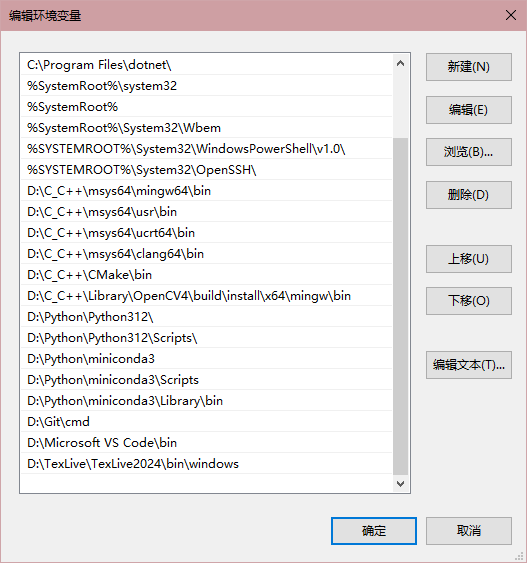 编辑环境变量
C:\Program Files\dotnet\
%SystemRoot%\system32
%SystemRoot%
%SystemRoot%\System32\Wbem
%SYSTEMROOT%\System32\WindowsPowerShell\v1.0\
%SYSTEMROOT%\System32\OpenSSH\
D:\C_C++\msys64\mingw64\bin
D:\C_C++\msys64\usr\bin
D:\C_C++\msys64\ucrt64\bin
D:\C_C++\msys64\clang64\bin
D:\C_C++\CMake\bin
D:\C_C++\Library\OpenCV4\build\install\x64\mingw\bin
D:\Python\Python312\
D:\Python\Python312\Scripts\
D:\Python\miniconda3
D:\Python\miniconda3\Scripts
D:\Python\miniconda3\Library\bin
D:\Git\cmd
D:\Microsoft VS Code\bin
D:\TexLive\TexLive2024\bin\windows
新建(N)
编辑(E)
浏览(B)...
删除(D)
上移(U)
下移(O)
编辑文本(T)...
确定
取消